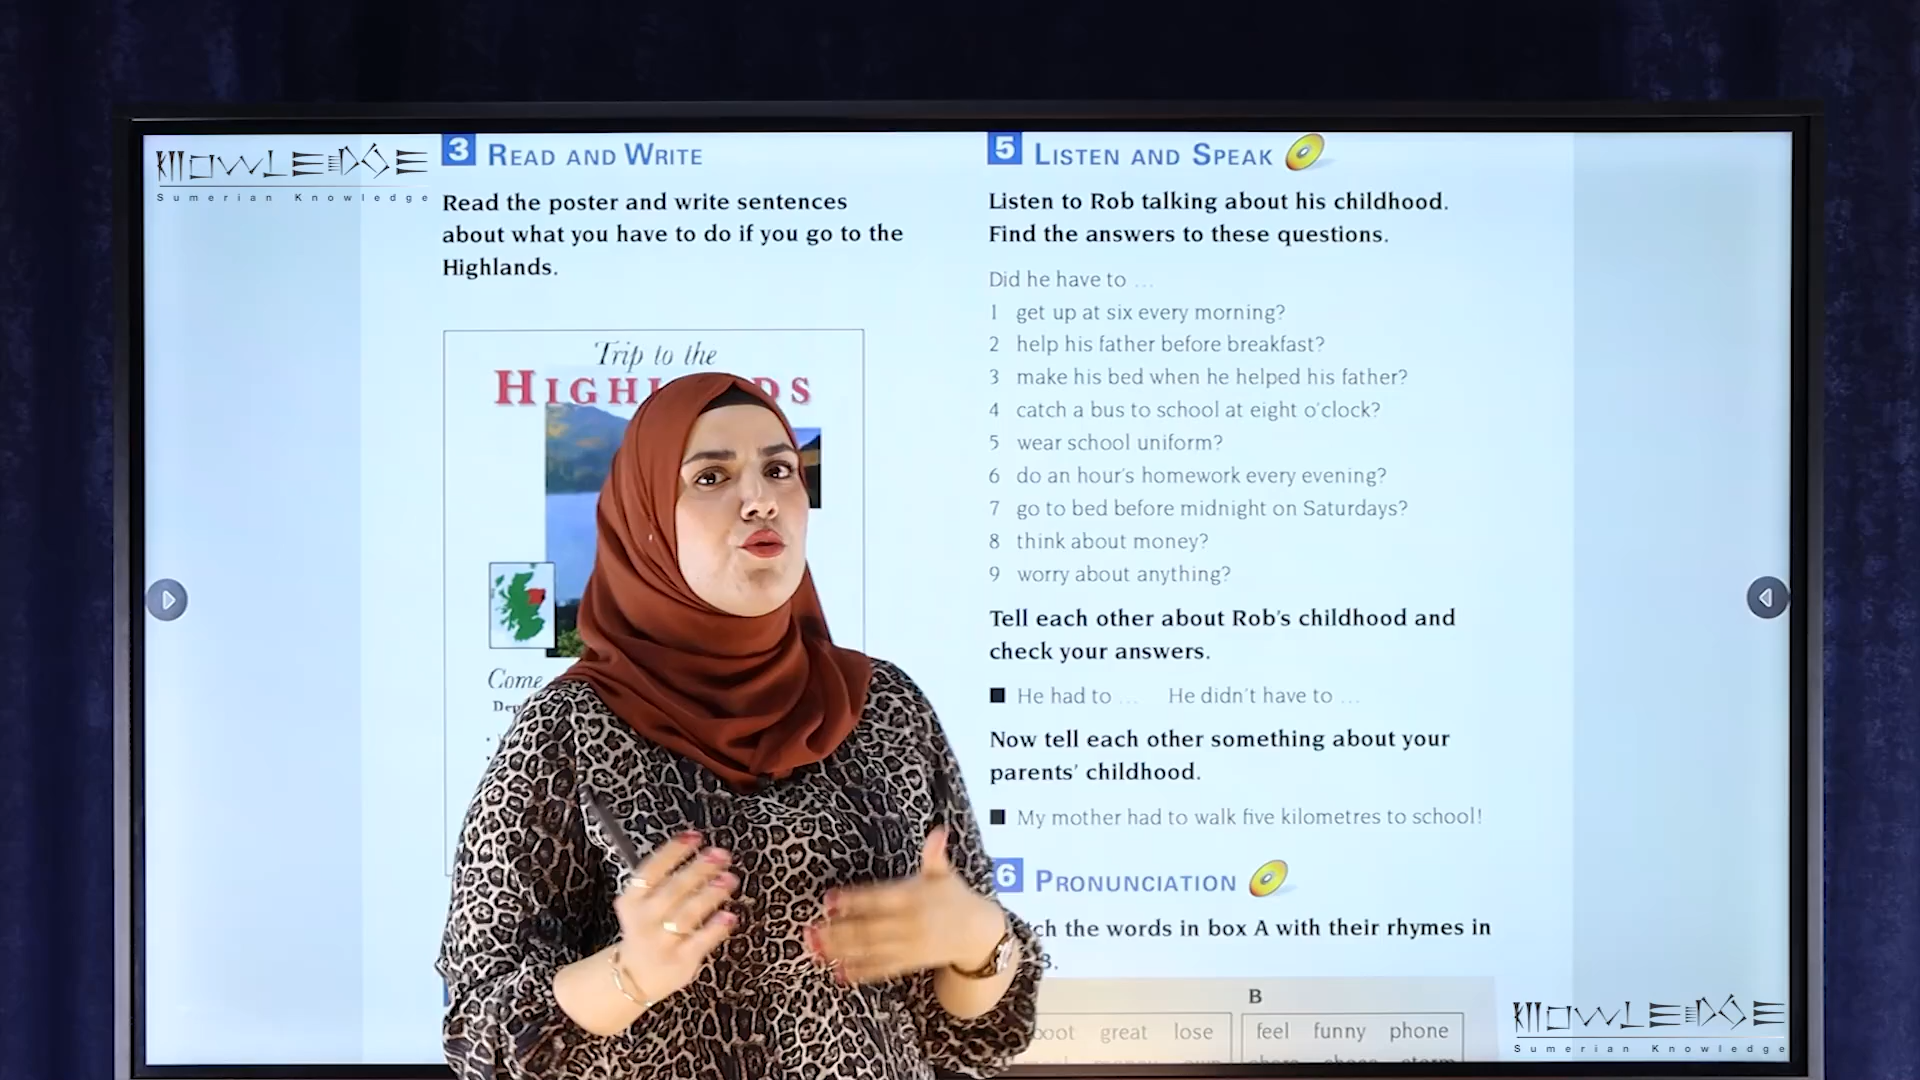 KNOWLEDGE
Sumerian Knowledge
3 READ AND WRITE
Read the poster and write sentences
about what you have to do if you go to the
Highlands.
Trip to the
Come
5 LISTEN AND SPEAK
Listen to Rob talking about his childhood.
Find the answers to these questions.
Did he have to …
1 get up at six every morning?
2 help his father before breakfast?
3 make his bed when he helped his father?
4 catch a bus to school at eight o'clock?
5 wear school uniform?
6 do an hour's homework every evening?
7 go to bed before midnight on Saturdays?
8 think about money?
9 worry about anything?
Tell each other about Rob's childhood and
check your answers.
■ He had to … He didn't have to …
Now tell each other something about your
parents' childhood.
■ My mother had to walk five kilometres to school!
6 PRONUNCIATION
the words in box A with their rhymes in
B
great lose
feel funny phone
KNOWLEDGE
Sumerian Knowledge